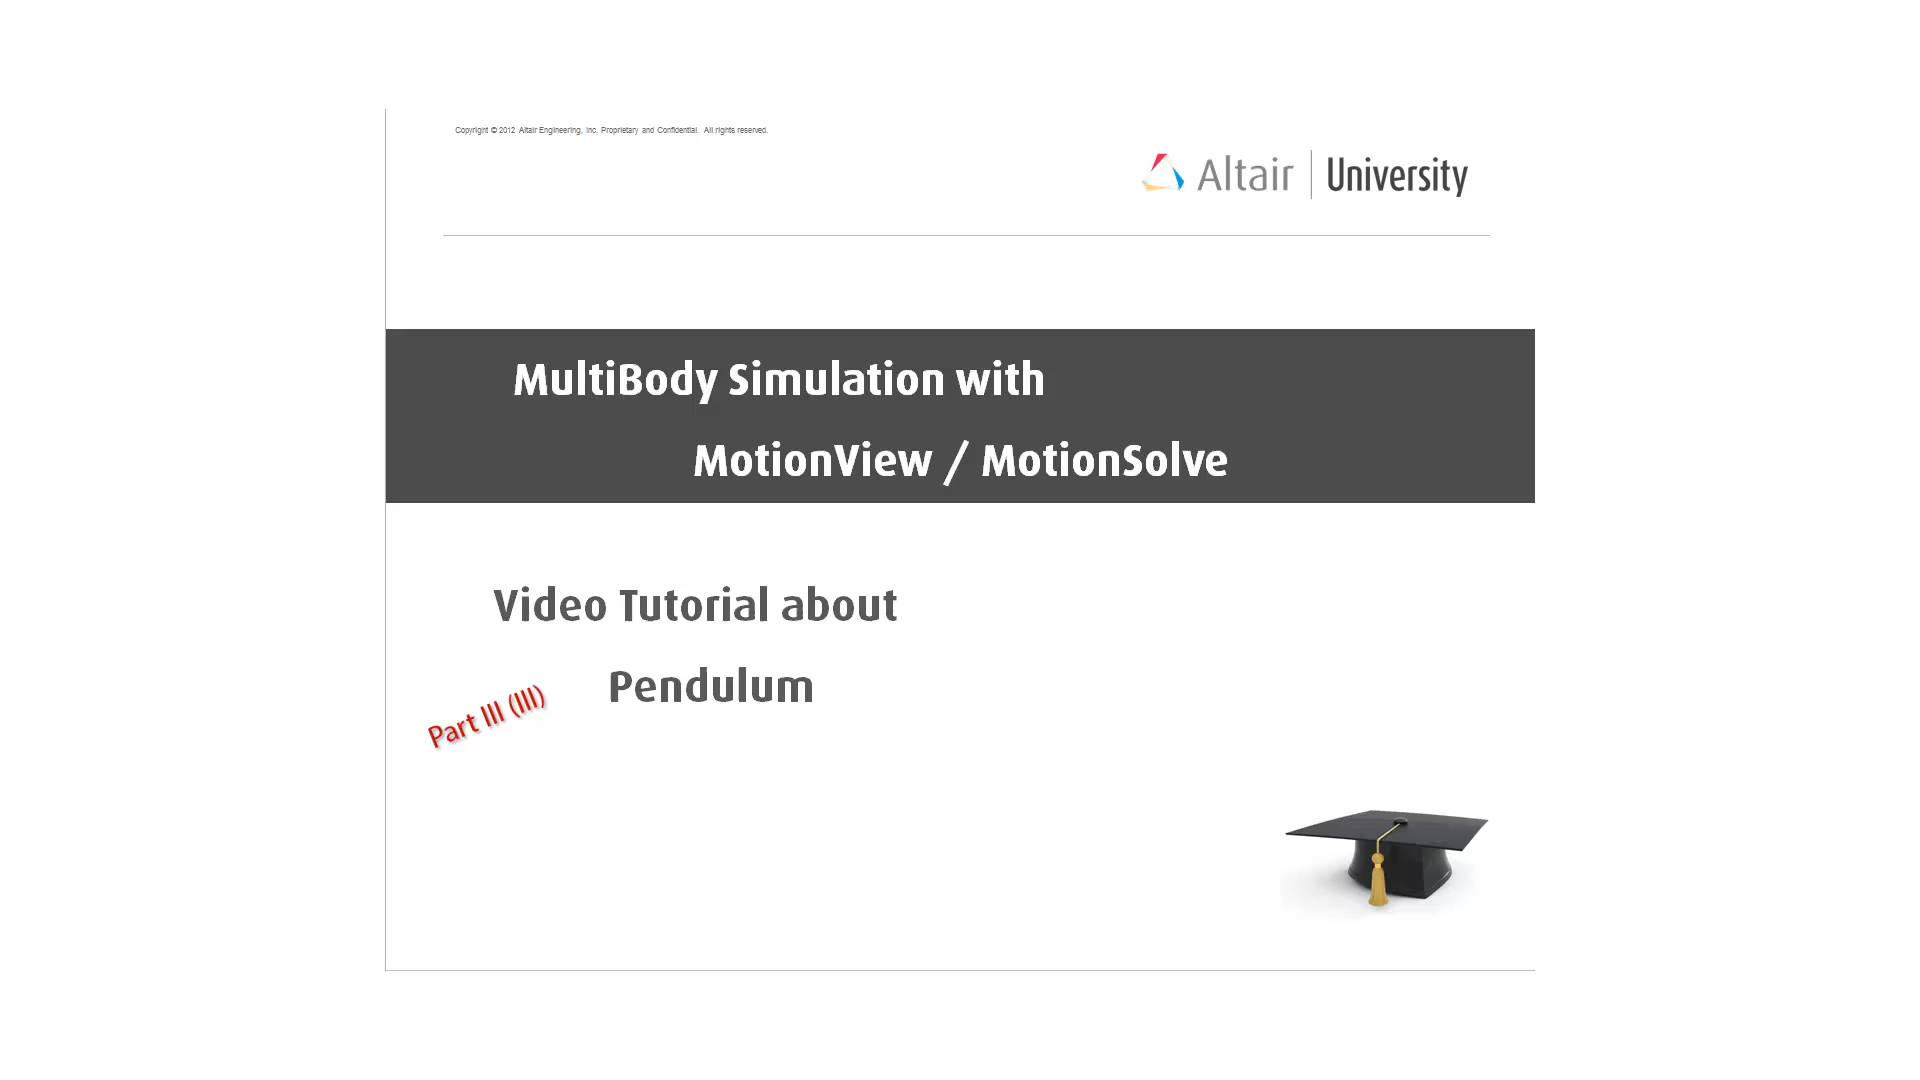 Copyright © 2012 Altair Engineering, Inc. Proprietary and Confidential. All rights reserved.
Altair | University
MultiBody Simulation with
MotionView / MotionSolve
Video Tutorial about
Pendulum
Part III (III)